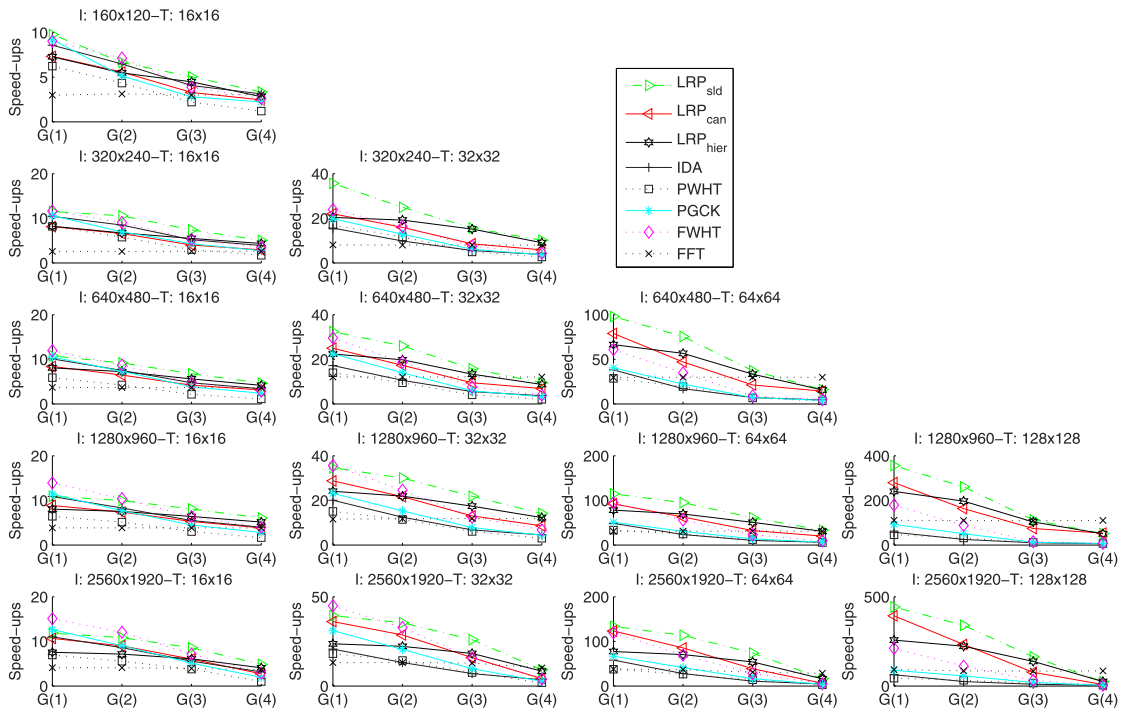 I: 160x120−T: 16x16
Speed−ups
10
5
0
G(1) G(2) G(3) G(4)
LRP_sld
LRP_can
LRP_hier
IDA
PWHT
PGCK
FWHT
FFT
I: 320x240−T: 16x16
Speed−ups
20
10
0
G(1) G(2) G(3) G(4)
I: 320x240−T: 32x32
Speed−ups
40
20
0
G(1) G(2) G(3) G(4)
I: 640x480−T: 16x16
Speed−ups
20
10
0
G(1) G(2) G(3) G(4)
I: 640x480−T: 32x32
Speed−ups
40
20
0
G(1) G(2) G(3) G(4)
I: 640x480−T: 64x64
Speed−ups
100
50
0
G(1) G(2) G(3) G(4)
I: 1280x960−T: 16x16
Speed−ups
20
10
0
G(1) G(2) G(3) G(4)
I: 1280x960−T: 32x32
Speed−ups
40
20
0
G(1) G(2) G(3) G(4)
I: 1280x960−T: 64x64
Speed−ups
200
100
0
G(1) G(2) G(3) G(4)
I: 1280x960−T: 128x128
Speed−ups
400
200
0
G(1) G(2) G(3) G(4)
I: 2560x1920−T: 16x16
Speed−ups
20
10
0
G(1) G(2) G(3) G(4)
I: 2560x1920−T: 32x32
Speed−ups
50
0
G(1) G(2) G(3) G(4)
I: 2560x1920−T: 64x64
Speed−ups
200
100
0
G(1) G(2) G(3) G(4)
I: 2560x1920−T: 128x128
Speed−ups
500
0
G(1) G(2) G(3) G(4)